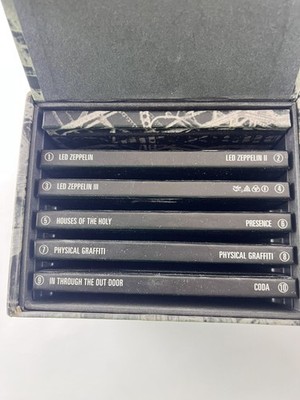 ① LED ZEPPELIN LED ZEPPELIN II ②
③ LED ZEPPELIN III ④
⑤ HOUSES OF THE HOLY PRESENCE ⑥
⑦ PHYSICAL GRAFFITI PHYSICAL GRAFFITI ⑧
⑨ IN THROUGH THE OUT DOOR CODA ⑩